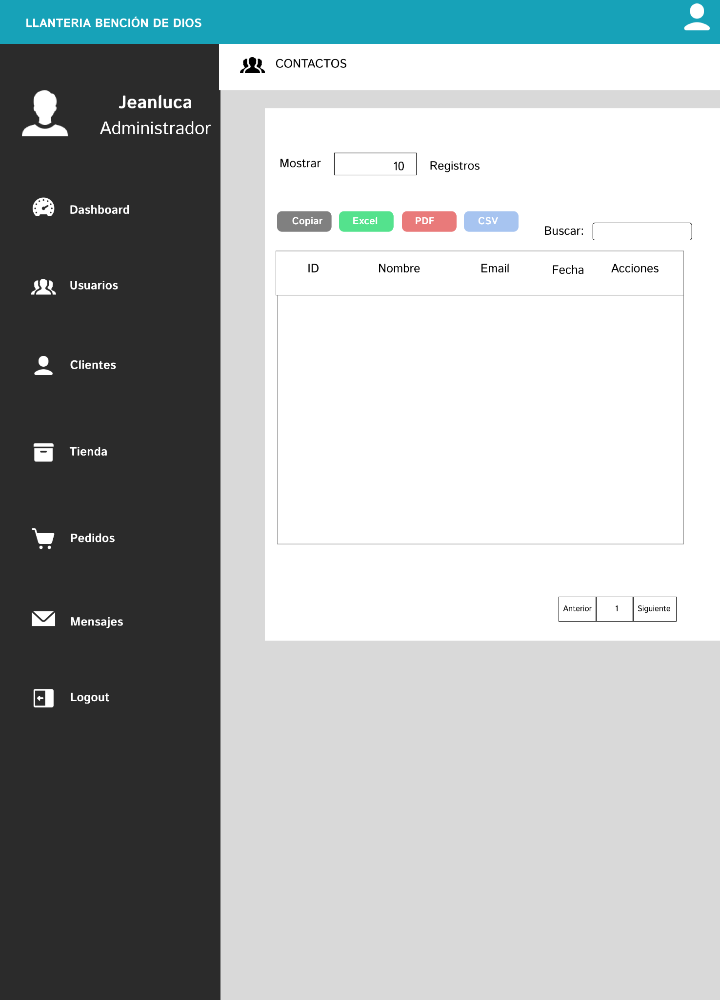 LLANTERIA BENCIÓN DE DIOS
CONTACTOS
Jeanluca
Administrador
Dashboard
Usuarios
Clientes
Tienda
Pedidos
Mensajes
Logout
Mostrar 10 Registros
Copiar Excel PDF CSV
Buscar:
ID Nombre Email Fecha Acciones
Anterior 1 Siguiente